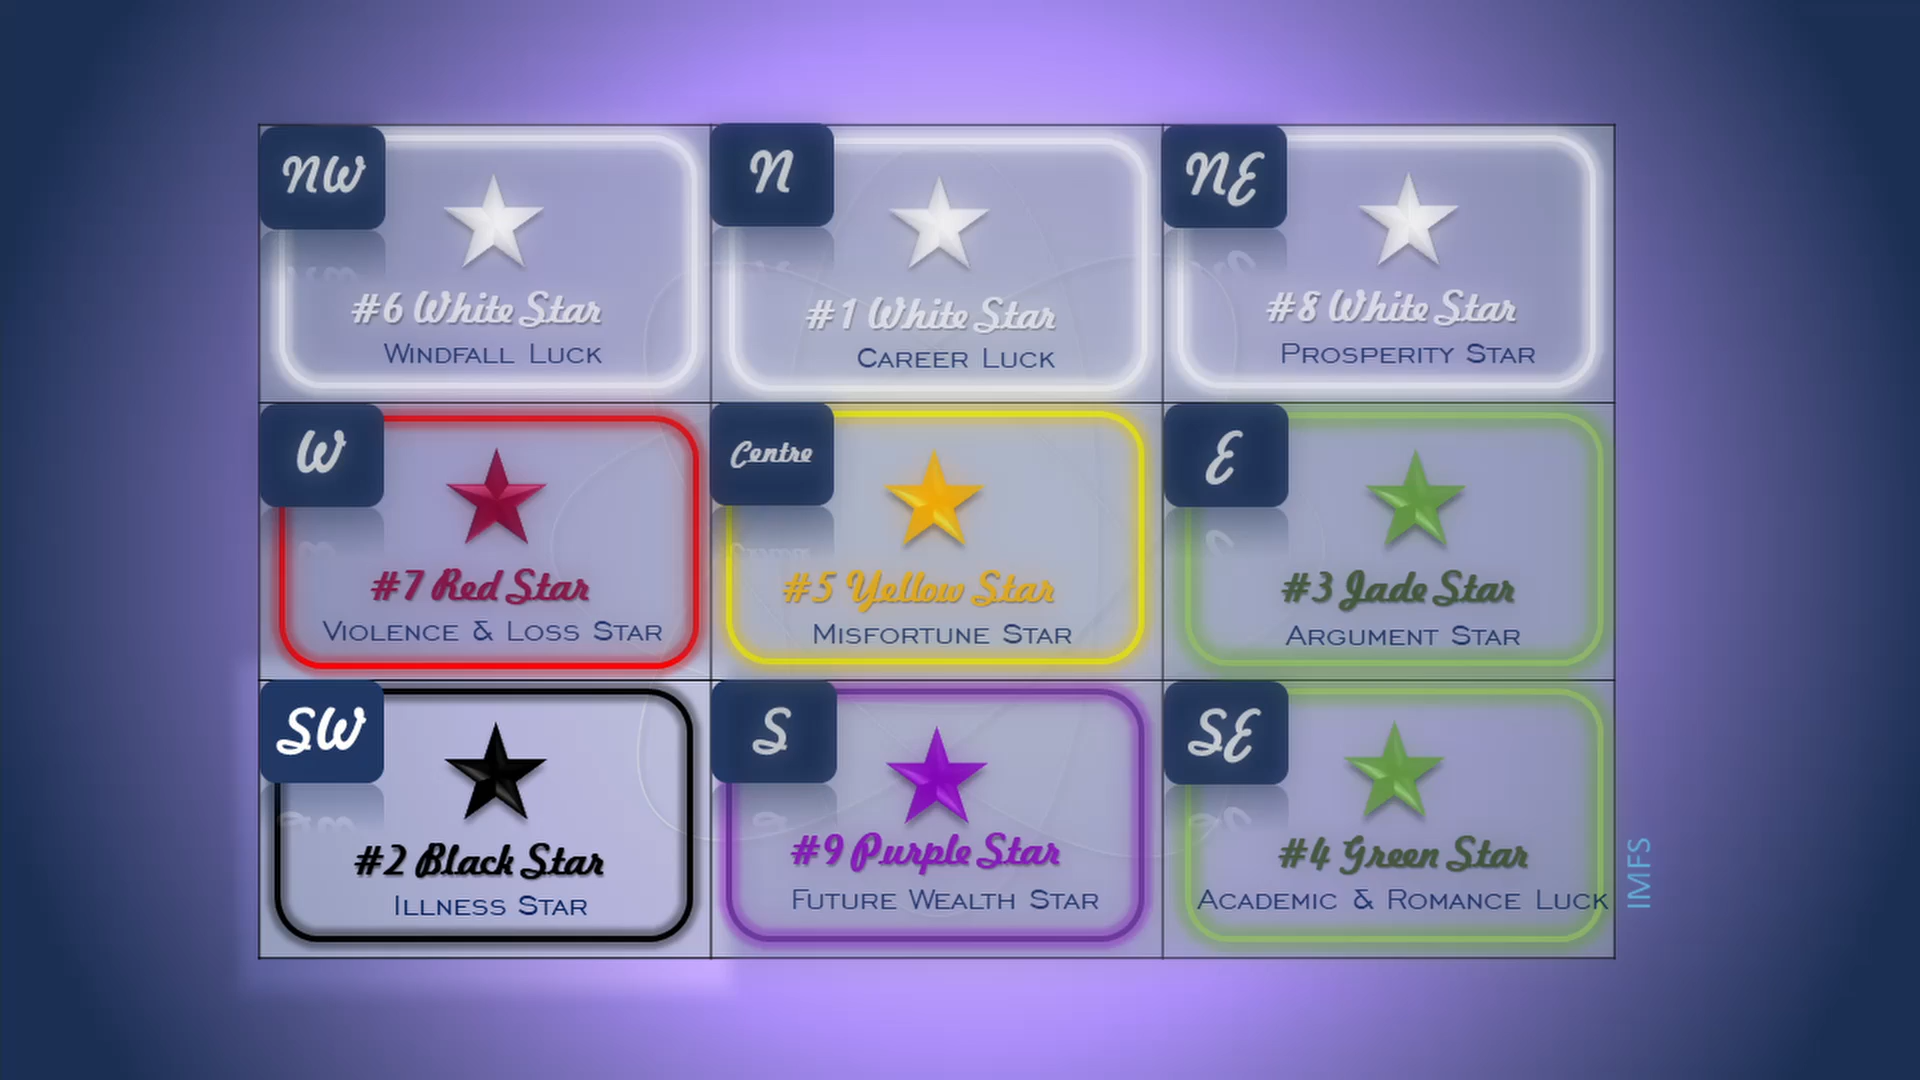 NW
#6 White Star
WINDFALL LUCK
N
#1 White Star
CAREER LUCK
NE
#8 White Star
PROSPERITY STAR
W
#7 Red Star
VIOLENCE & LOSS STAR
Centre
#5 Yellow Star
MISFORTUNE STAR
E
#3 Jade Star
ARGUMENT STAR
SW
#2 Black Star
ILLNESS STAR
S
#9 Purple Star
FUTURE WEALTH STAR
SE
#4 Green Star
ACADEMIC & ROMANCE LUCK
IMFS